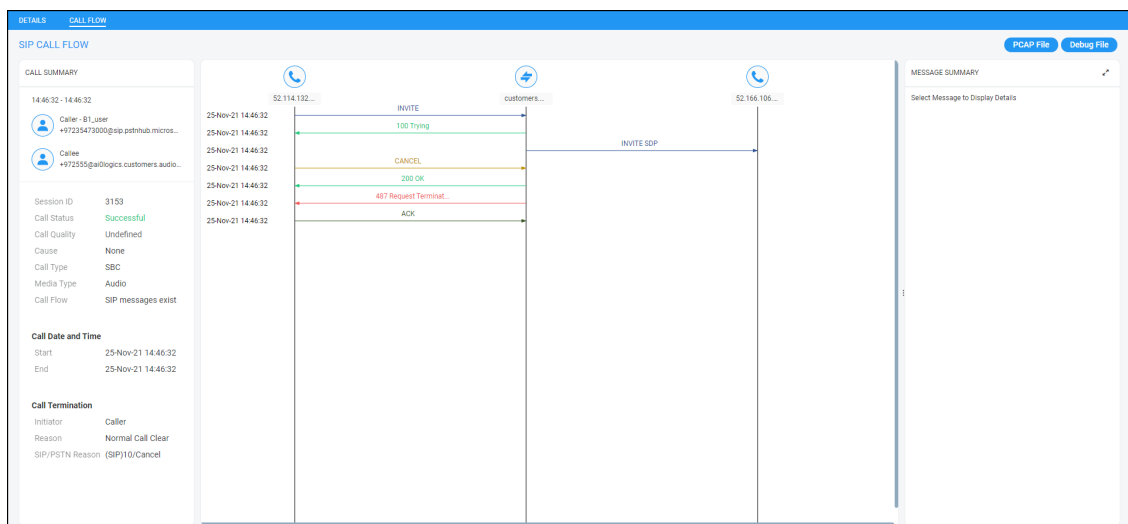 DETAILS CALL FLOW
SIP CALL FLOW
PCAP File Debug File
CALL SUMMARY
14:46:32 - 14:46:32
Caller - B1_user
+97235473000@sip.pstnhub.micros...
Callee
+972555@ai0logics.customers.audio...
Session ID 3153
Call Status Successful
Call Quality Undefined
Cause None
Call Type SBC
Media Type Audio
Call Flow SIP messages exist
Call Date and Time
Start 25-Nov-21 14:46:32
End 25-Nov-21 14:46:32
Call Termination
Initiator Caller
Reason Normal Call Clear
SIP/PSTN Reason (SIP)10/Cancel
52.114.132... customers... 52.166.106...
INVITE
25-Nov-21 14:46:32
100 Trying
25-Nov-21 14:46:32
INVITE SDP
25-Nov-21 14:46:32
CANCEL
25-Nov-21 14:46:32
200 OK
25-Nov-21 14:46:32
487 Request Terminat...
25-Nov-21 14:46:32
ACK
25-Nov-21 14:46:32
MESSAGE SUMMARY
Select Message to Display Details